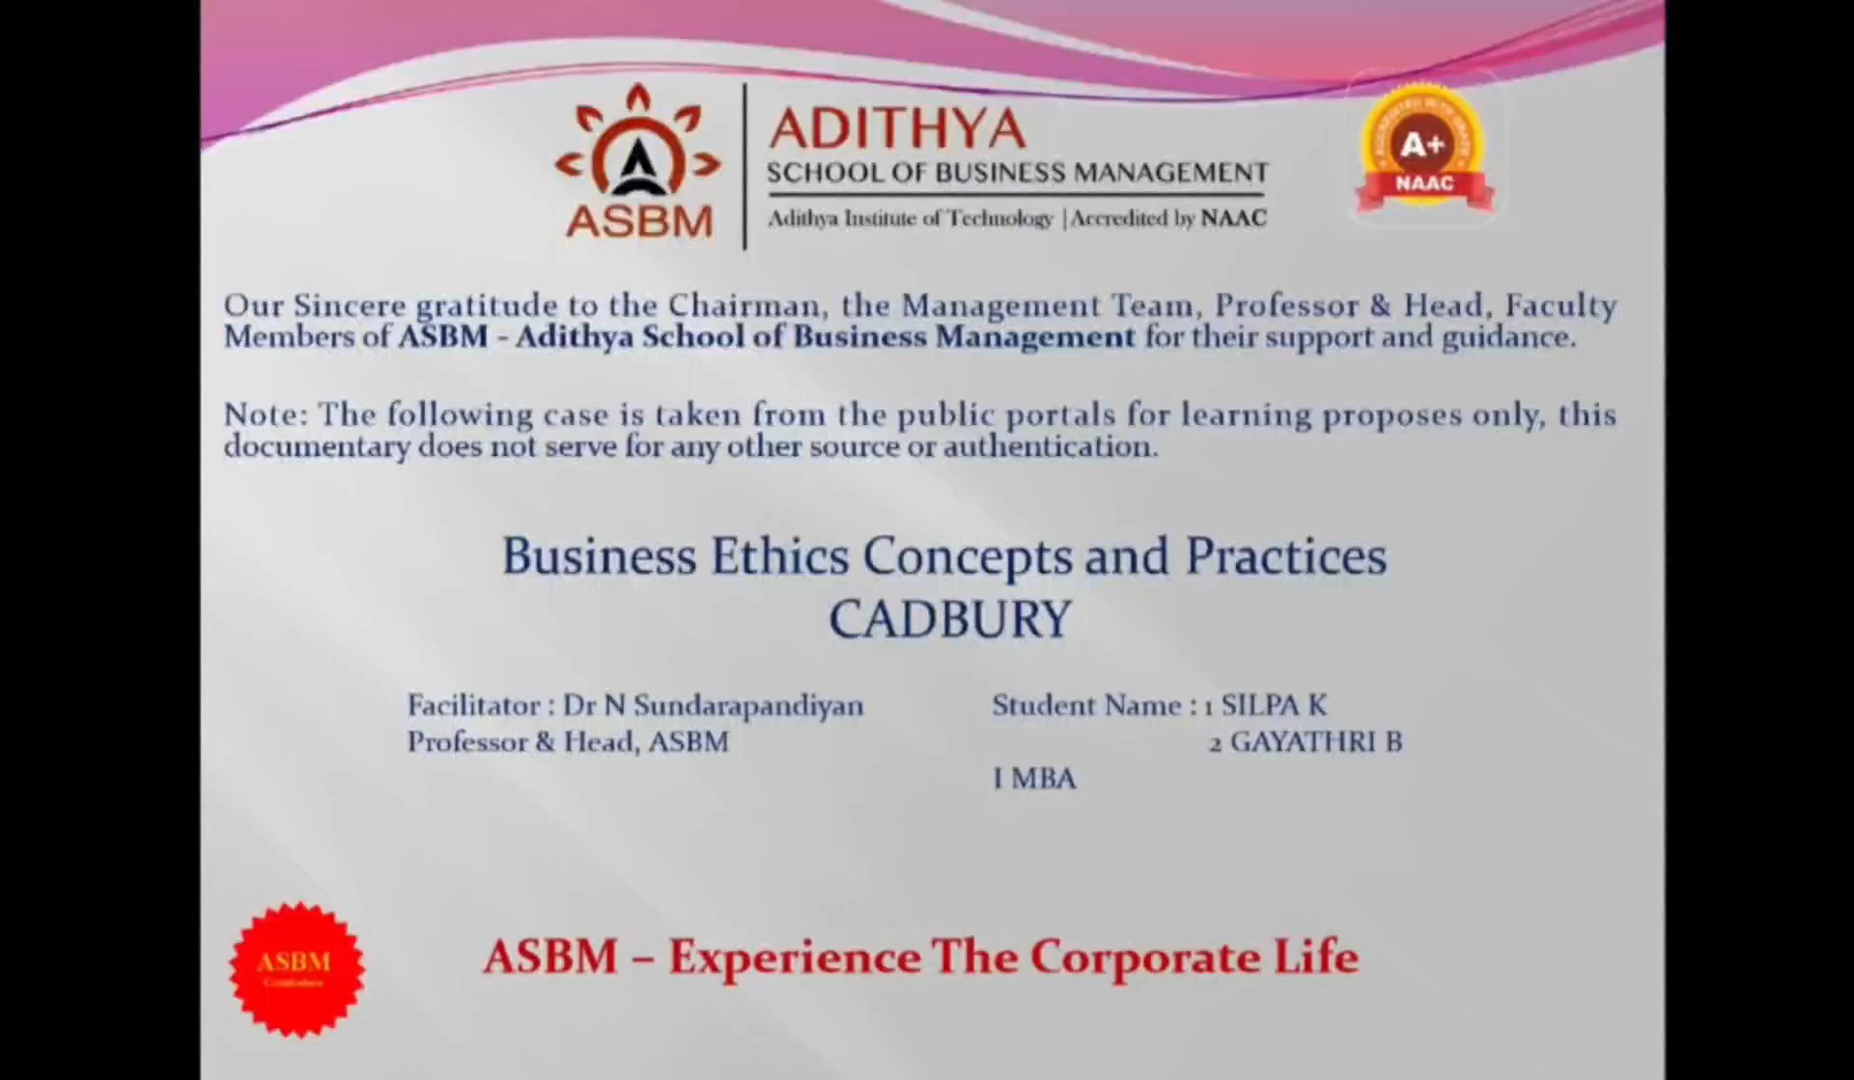 ASBM
ADITHYA
SCHOOL OF BUSINESS MANAGEMENT
Adithya Institute of Technology | Accredited by NAAC
A+
NAAC
Our Sincere gratitude to the Chairman, the Management Team, Professor & Head, Faculty
Members of ASBM - Adithya School of Business Management for their support and guidance.
Note: The following case is taken from the public portals for learning proposes only, this
documentary does not serve for any other source or authentication.
Business Ethics Concepts and Practices
CADBURY
Facilitator : Dr N Sundarapandiyan
Professor & Head, ASBM
Student Name : 1 SILPA K
2 GAYATHRI B
I MBA
ASBM
ASBM – Experience The Corporate Life